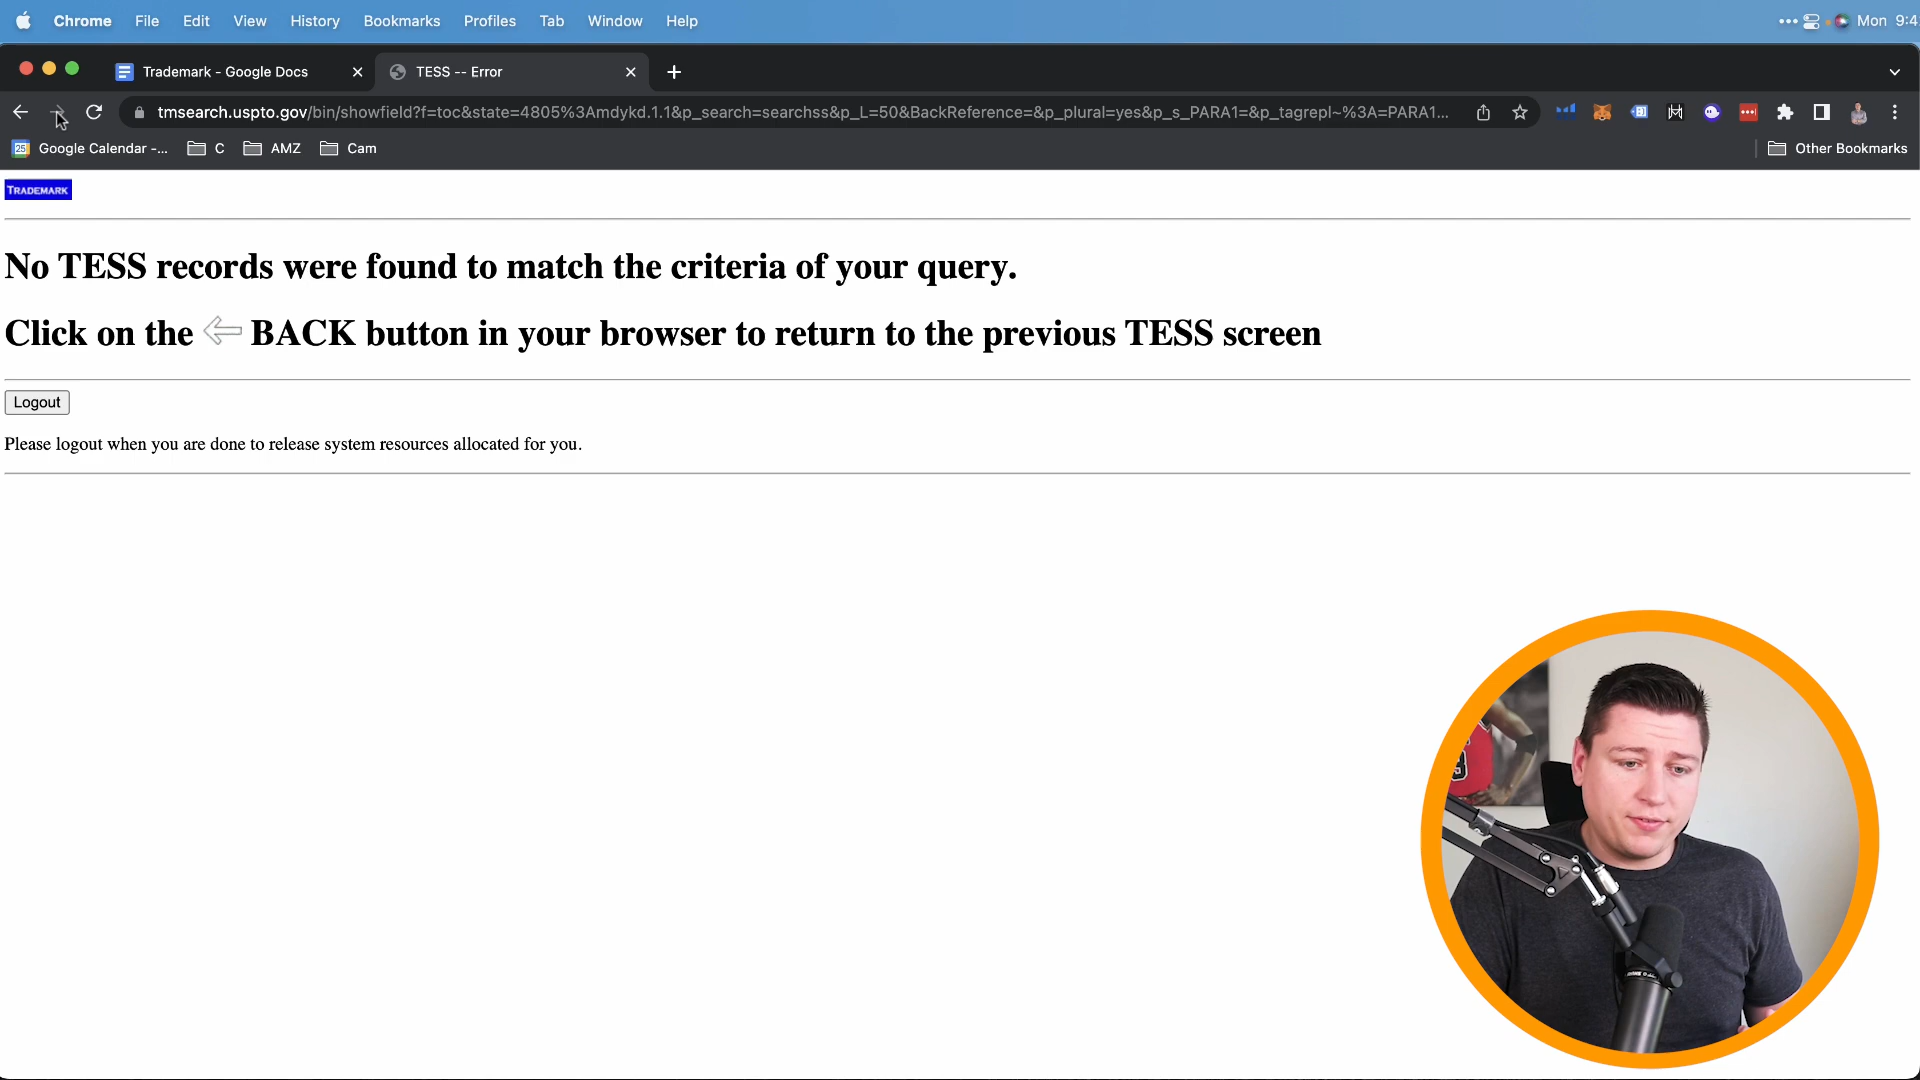 Chrome File Edit View History Bookmarks Profiles Tab Window Help
Mon 9:4
Trademark - Google Docs
TESS -- Error
tmsearch.uspto.gov/bin/showfield?f=toc&state=4805%3Amdykd.1.1&p_search=searchss&p_L=50&BackReference=&p_plural=yes&p_s_PARA1=&p_tagrepl~%3A=PARA1...
25 Google Calendar -... C AMZ Cam Other Bookmarks
TRADEMARK
No TESS records were found to match the criteria of your query.
Click on the BACK button in your browser to return to the previous TESS screen
Logout
Please logout when you are done to release system resources allocated for you.